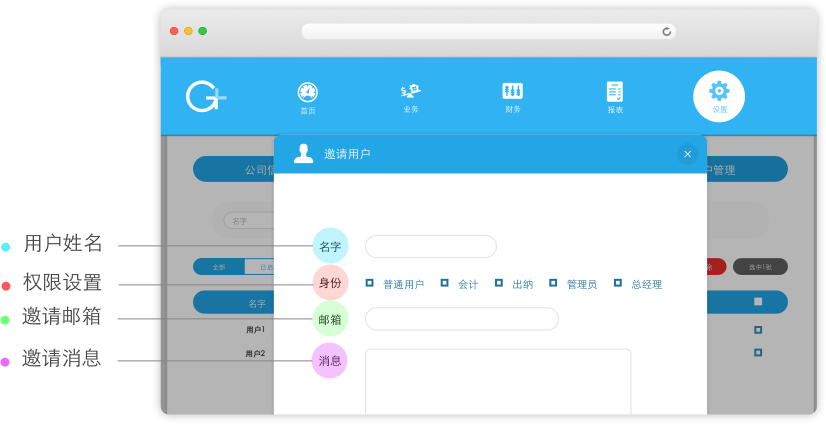 G+
首页
业务
财务
报表
设置
公司信
邀请用户
户管理
名字
用户姓名
名字
全部
已启
选中1张
权限设置
身份
普通用户 会计 出纳 管理员 总经理
名字
邀请邮箱
邮箱
用户1
用户2
邀请消息
消息